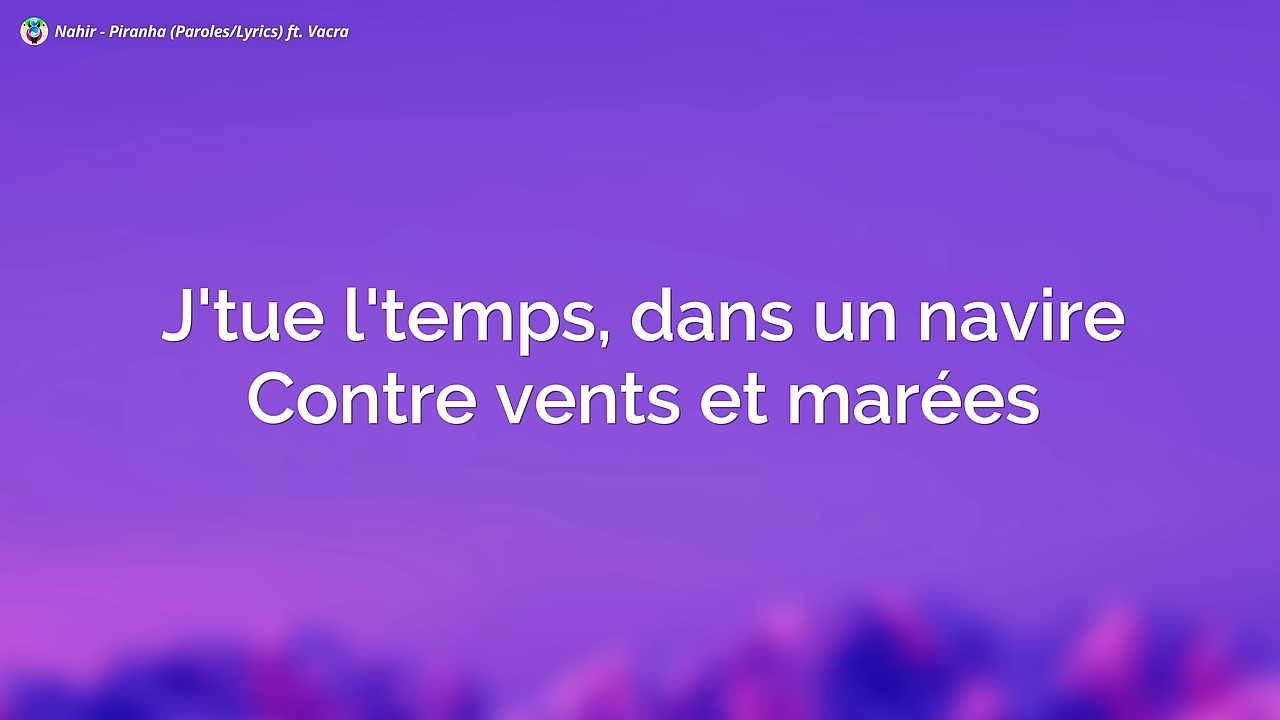 Nahir - Piranha (Paroles/Lyrics) ft. Vacra
J'tue l'temps, dans un navire
Contre vents et marées